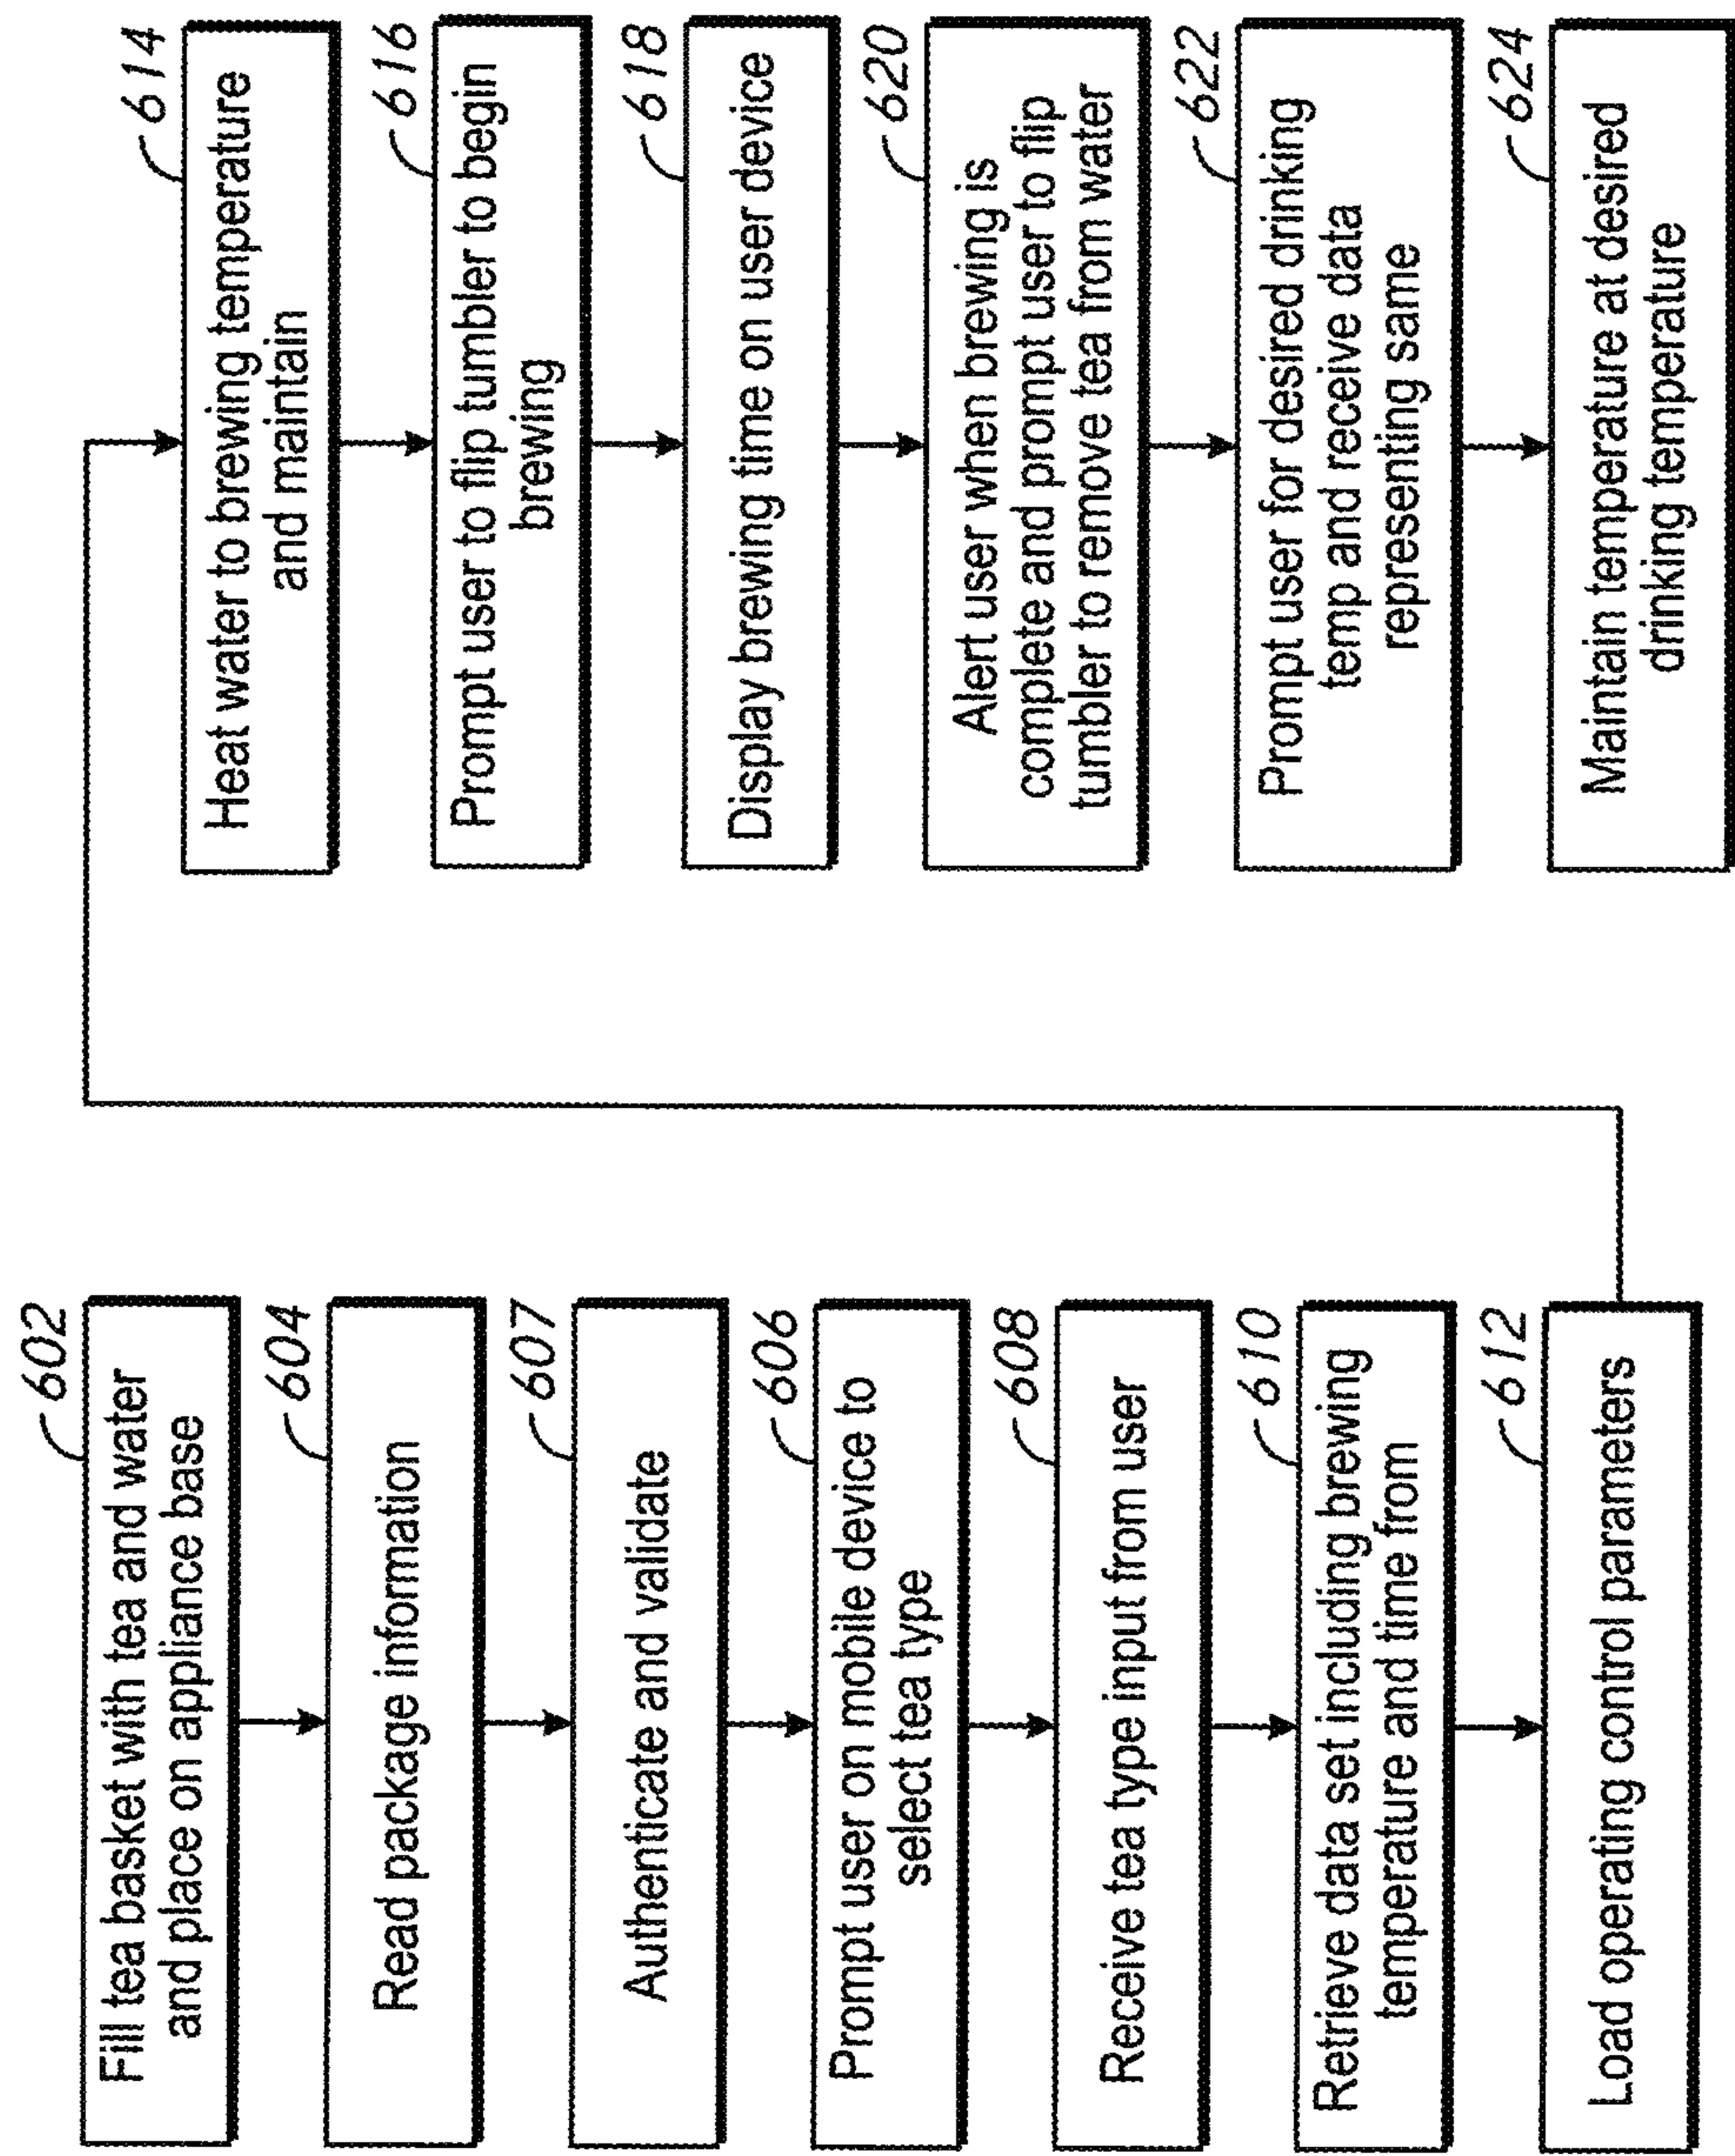 602
Fill tea basket with tea and water
and place on appliance base
604
Read package information
607
Authenticate and validate
606
Prompt user on mobile device to
select tea type
608
Receive tea type input from user
610
Retrieve data set including brewing
temperature and time from
612
Load operating control parameters
614
Heat water to brewing temperature
and maintain
616
Prompt user to flip tumbler to begin
brewing
618
Display brewing time on user device
620
Alert user when brewing is
complete and prompt user to flip
tumbler to remove tea from water
622
Prompt user for desired drinking
temp and receive data
representing same
624
Maintain temperature at desired
drinking temperature